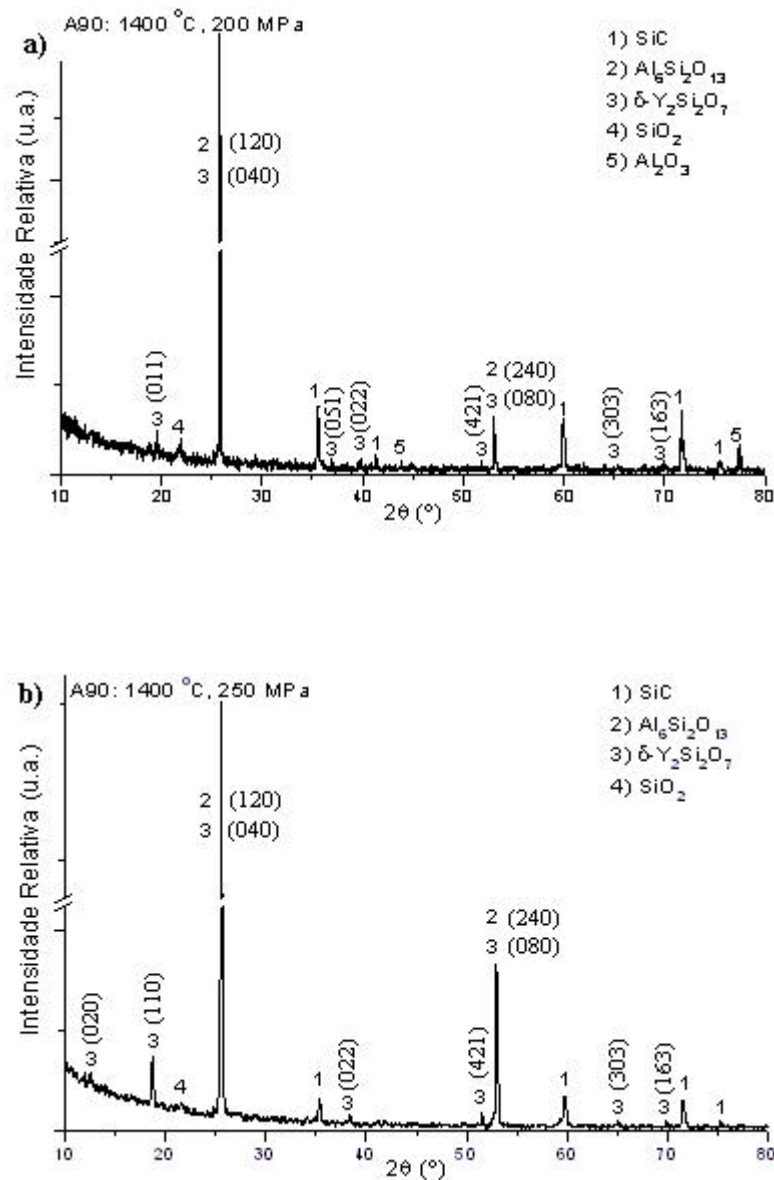 a) A90: 1400 °C, 200 MPa
1) SiC
2) Al₆Si₂O₁₃
3) δ-Y₂Si₂O₇
4) SiO₂
5) Al₂O₃
Intensidade Relativa (u.a.)
2 (120)
3 (040)
3 (011)
4
1
3 (051)
3 (022)
1
5
3 (421)
2 (240)
3 (080)
1
3 (303)
3 (163)
1
1
5
10 20 30 40 50 60 70 80
2θ (°)
b) A90: 1400 °C, 250 MPa
1) SiC
2) Al₆Si₂O₁₃
3) δ-Y₂Si₂O₇
4) SiO₂
Intensidade Relativa (u.a.)
2 (120)
3 (040)
3 (020)
3 (110)
4
1
3 (022)
3 (421)
2 (240)
3 (080)
1
3 (303)
3 (163)
1
1
10 20 30 40 50 60 70 80
2θ (°)